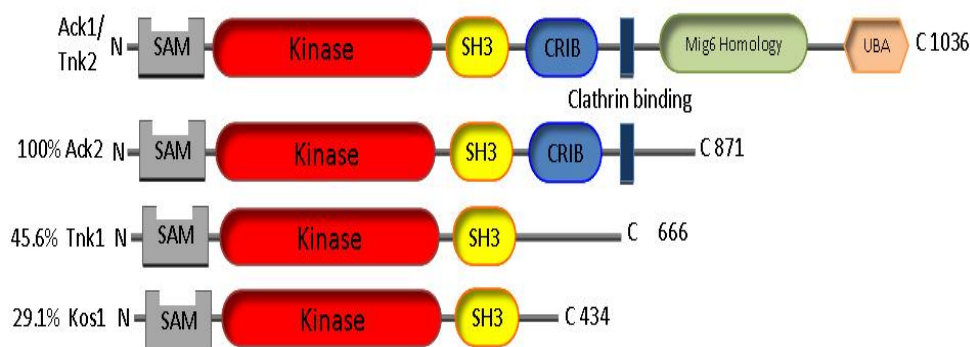 Ack1/
Tnk2 N SAM Kinase SH3 CRIB Mig6 Homology UBA C 1036
Clathrin binding
100% Ack2 N SAM Kinase SH3 CRIB C 871
45.6% Tnk1 N SAM Kinase SH3 C 666
29.1% Kos1 N SAM Kinase SH3 C 434